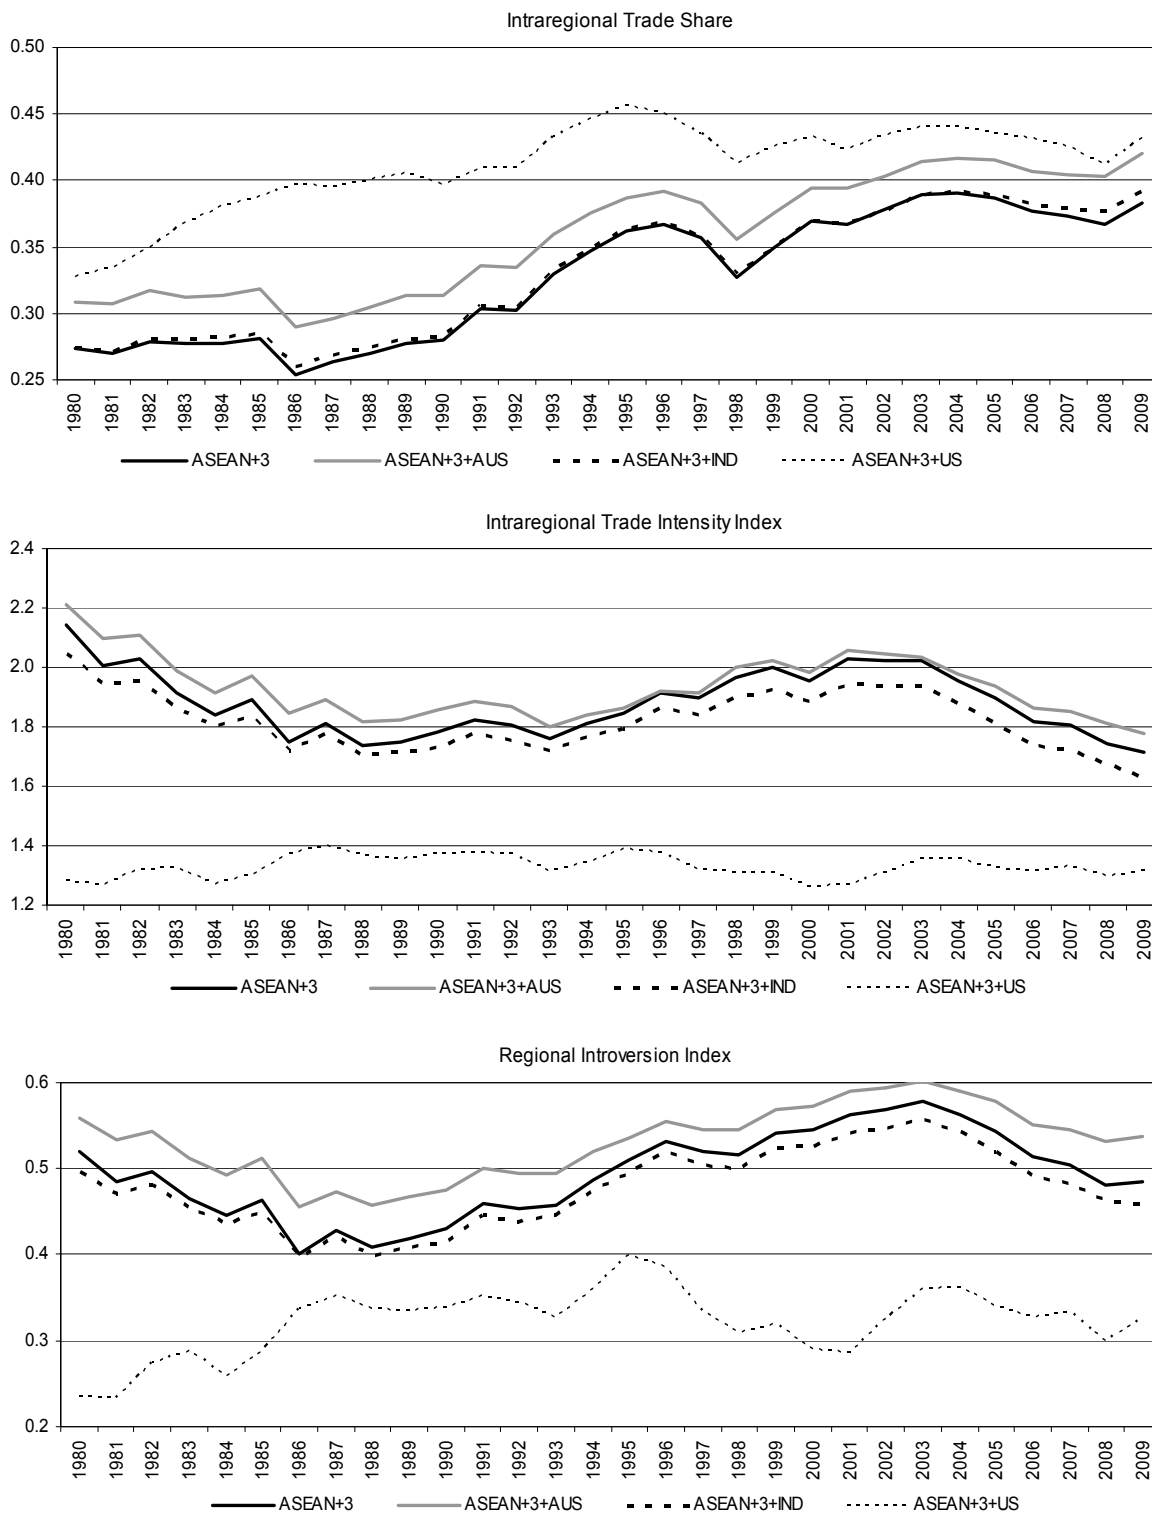 Intraregional Trade Share
0.50
0.45
0.40
0.35
0.30
0.25
1980 1981 1982 1983 1984 1985 1986 1987 1988 1989 1990 1991 1992 1993 1994 1995 1996 1997 1998 1999 2000 2001 2002 2003 2004 2005 2006 2007 2008 2009
ASEAN+3 ASEAN+3+AUS ASEAN+3+IND ASEAN+3+US
Intraregional Trade Intensity Index
2.4
2.2
2.0
1.8
1.6
1.4
1.2
1980 1981 1982 1983 1984 1985 1986 1987 1988 1989 1990 1991 1992 1993 1994 1995 1996 1997 1998 1999 2000 2001 2002 2003 2004 2005 2006 2007 2008 2009
ASEAN+3 ASEAN+3+AUS ASEAN+3+IND ASEAN+3+US
Regional Introversion Index
0.6
0.5
0.4
0.3
0.2
1980 1981 1982 1983 1984 1985 1986 1987 1988 1989 1990 1991 1992 1993 1994 1995 1996 1997 1998 1999 2000 2001 2002 2003 2004 2005 2006 2007 2008 2009
ASEAN+3 ASEAN+3+AUS ASEAN+3+IND ASEAN+3+US